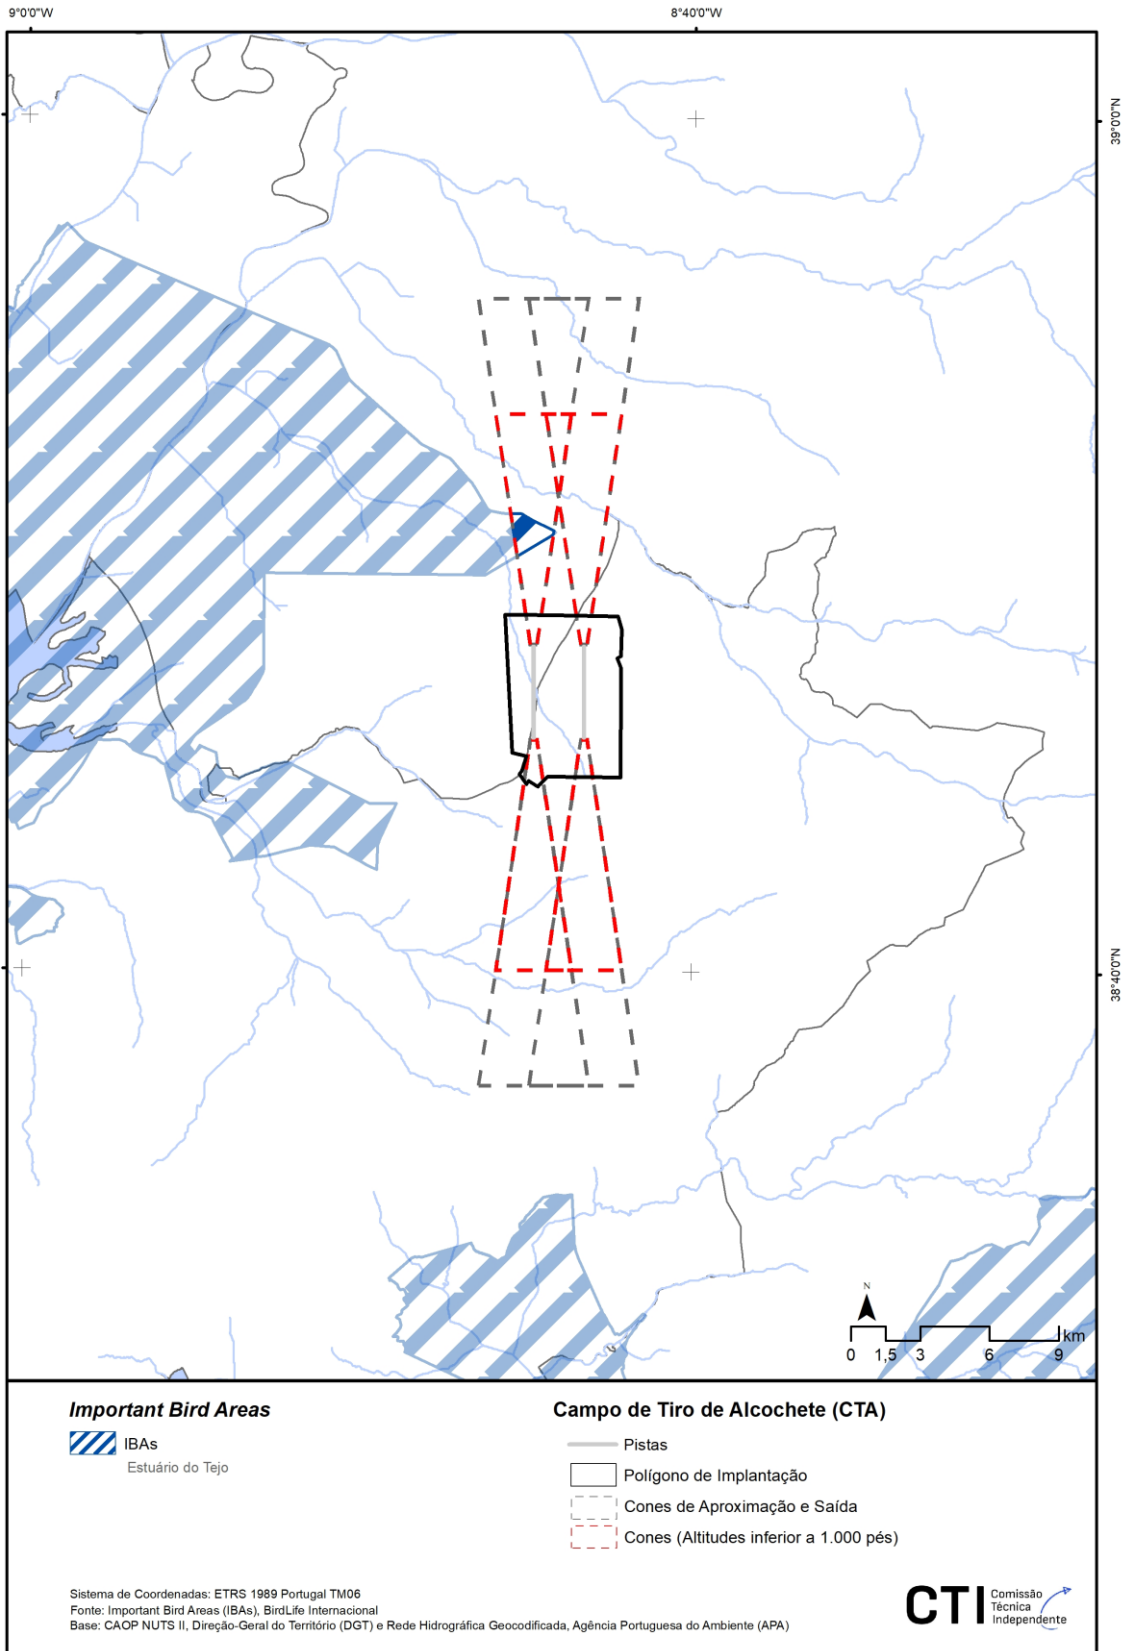 9°0'0"W
8°40'0"W
39°0'0"N
38°40'0"N
N
km
0 1,5 3 6 9
Important Bird Areas
IBAs
Estuário do Tejo
Campo de Tiro de Alcochete (CTA)
Pistas
Polígono de Implantação
Cones de Aproximação e Saída
Cones (Altitudes inferior a 1.000 pés)
Sistema de Coordenadas: ETRS 1989 Portugal TM06
Fonte: Important Bird Areas (IBAs), BirdLife Internacional
Base: CAOP NUTS II, Direção-Geral do Território (DGT) e Rede Hidrográfica Geocodificada, Agência Portuguesa do Ambiente (APA)
CTI
Comissão
Técnica
Independente